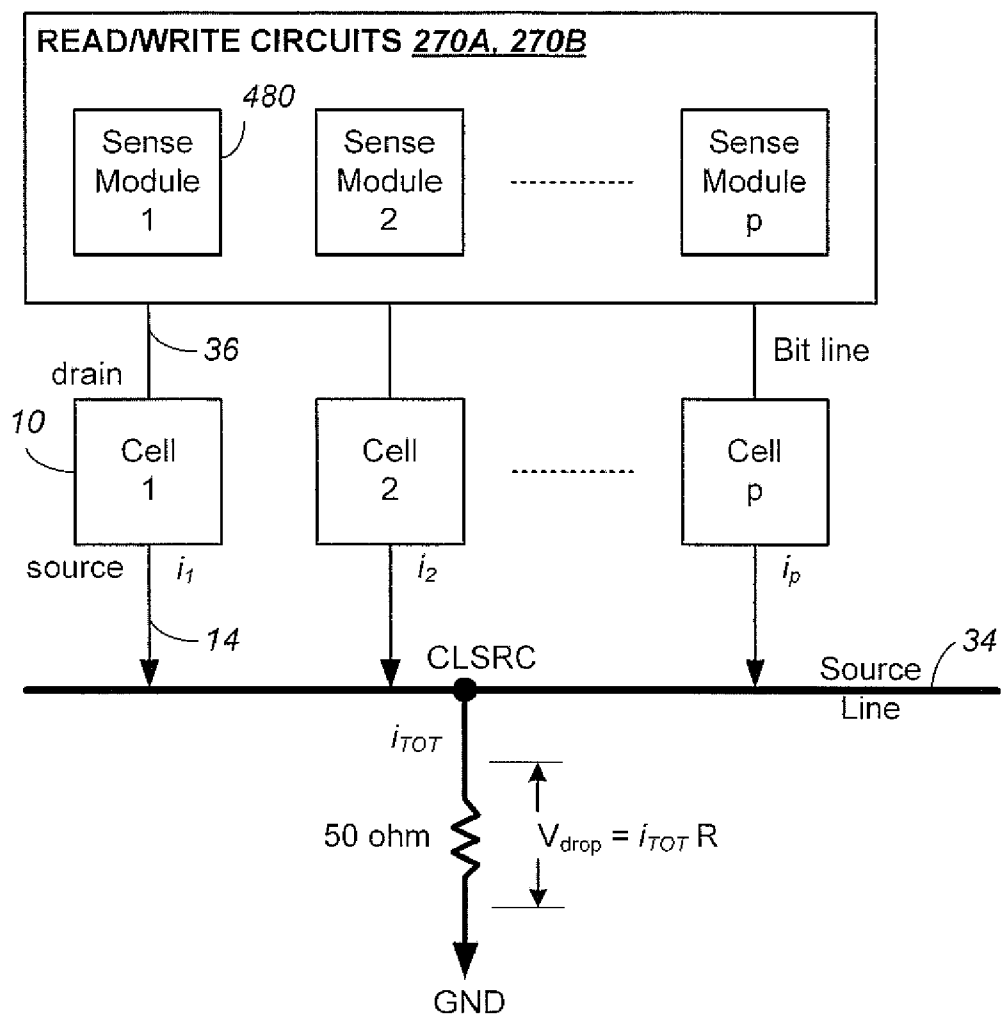 READ/WRITE CIRCUITS 270A, 270B
480
Sense Module 1
Sense Module 2
Sense Module p
36
Bit line
drain
10
Cell 1
Cell 2
Cell p
source
i1
i2
ip
14
CLSRC
Source Line
34
iTOT
50 ohm
Vdrop = iTOT R
GND